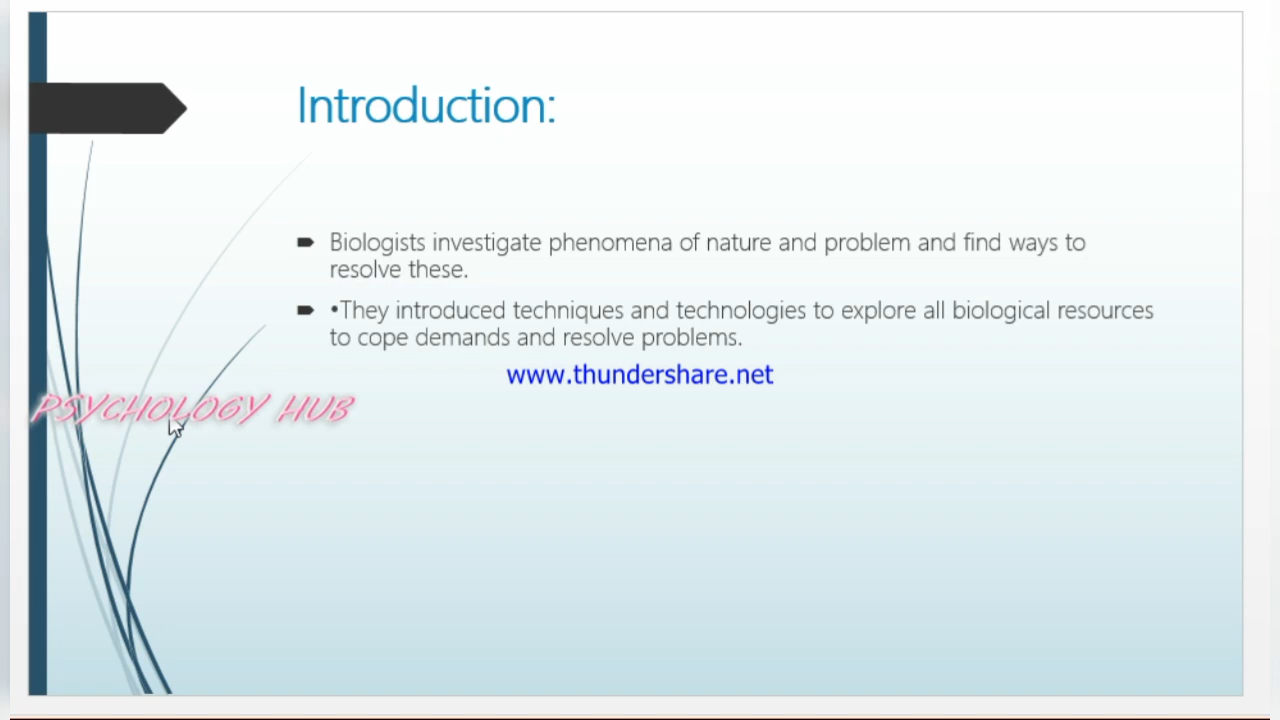 Introduction:
Biologists investigate phenomena of nature and problem and find ways to
resolve these.
•They introduced techniques and technologies to explore all biological resources
to cope demands and resolve problems.
www.thundershare.net
PSYCHOLOGY HUB